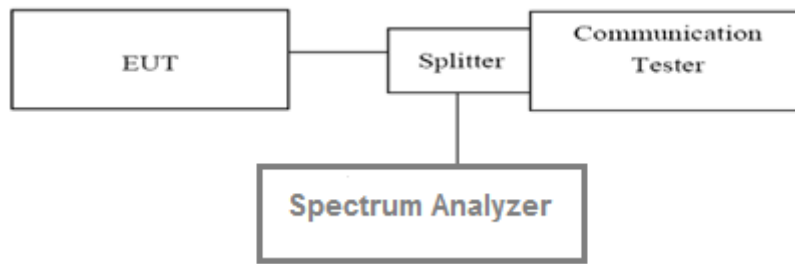 EUT
Splitter
Communication
Tester
Spectrum Analyzer